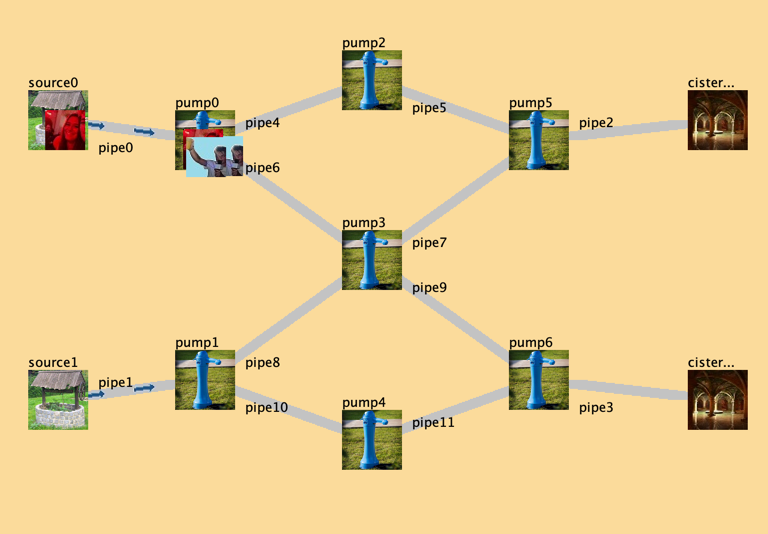 pump2
source0
cister...
pump0
pump5
pipe4
pipe2
pipe5
pipe0
pipe6
pump3
pipe7
pipe9
pump1
pump6
source1
cister...
pipe8
pipe1
pump4
pipe10
pipe3
pipe11